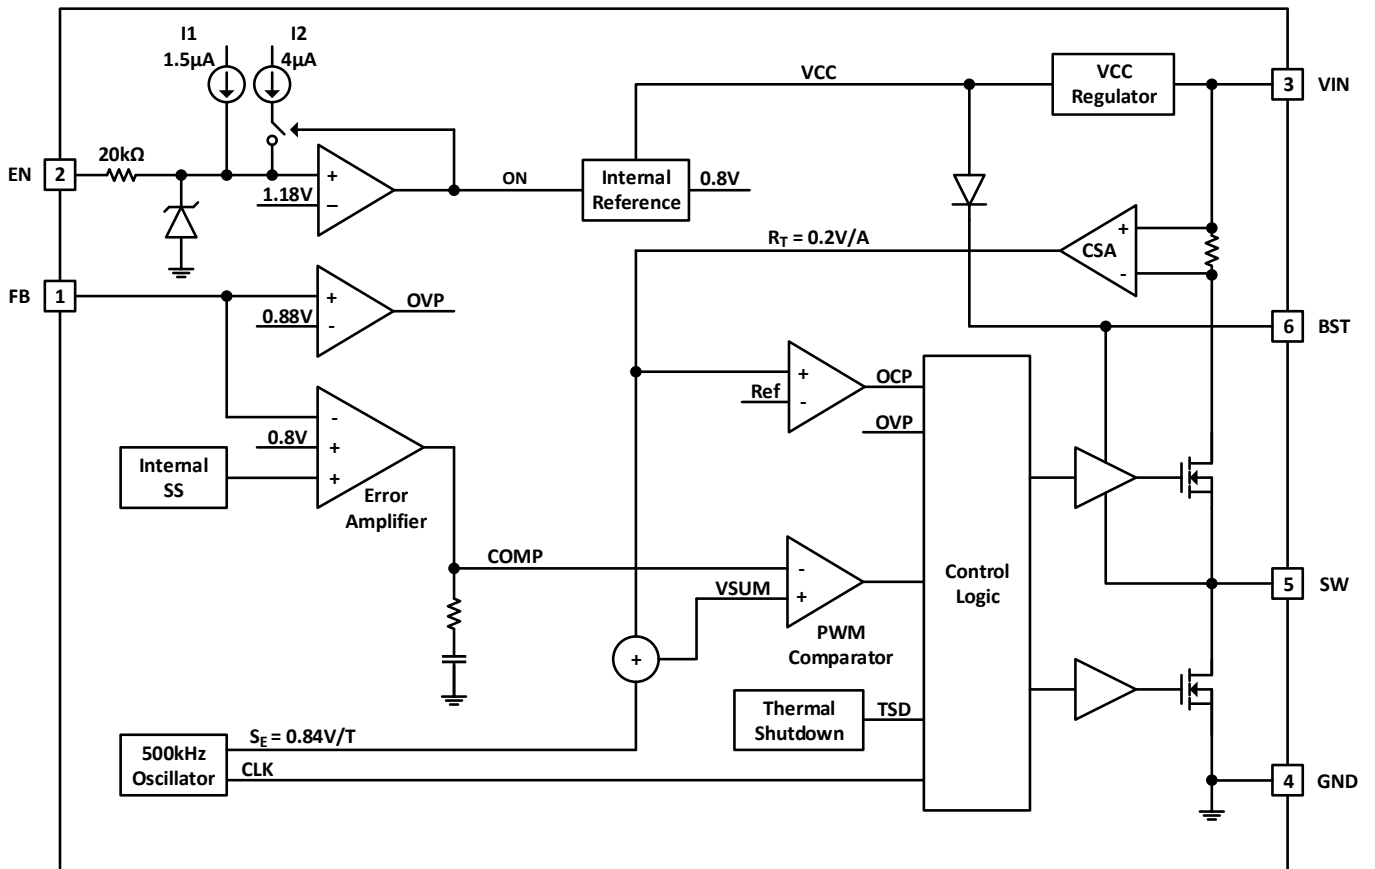 I1
1.5µA
I2
4µA
VCC
VCC
Regulator
3
VIN
EN
2
20kΩ
+
1.18V
–
ON
Internal
Reference
0.8V
R_T = 0.2V/A
CSA
+
-
FB
1
+
0.88V
-
OVP
6
BST
+
Ref
-
OCP
OVP
-
0.8V
+
+
Internal
SS
Error
Amplifier
COMP
-
VSUM
+
PWM
Comparator
Control
Logic
5
SW
+
Thermal
Shutdown
TSD
S_E = 0.84V/T
500kHz
Oscillator
CLK
4
GND